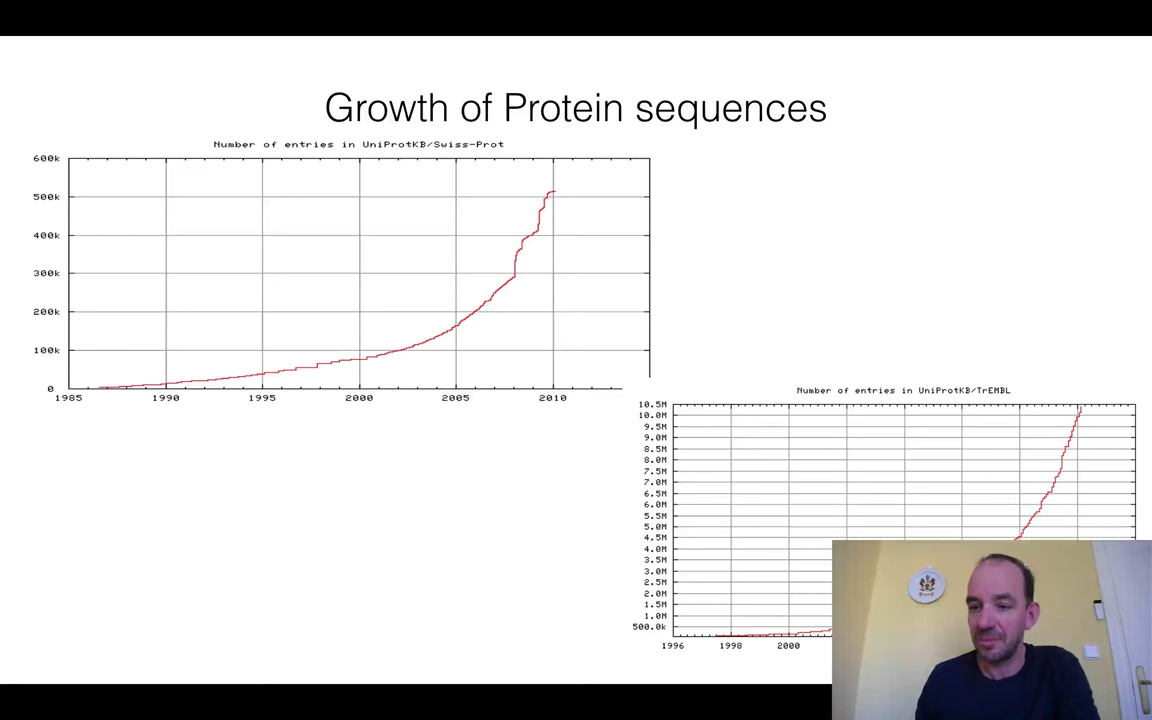 Growth of Protein sequences
Number of entries in UniProtKB/Swiss-Prot
600k
500k
400k
300k
200k
100k
0
1985 1990 1995 2000 2005 2010
Number of entries in UniProtKB/TrEMBL
10.5M
10.0M
9.5M
9.0M
8.5M
8.0M
7.5M
7.0M
6.5M
6.0M
5.5M
5.0M
4.5M
4.0M
3.5M
3.0M
2.5M
2.0M
1.5M
1.0M
500.0k
1996 1998 2000